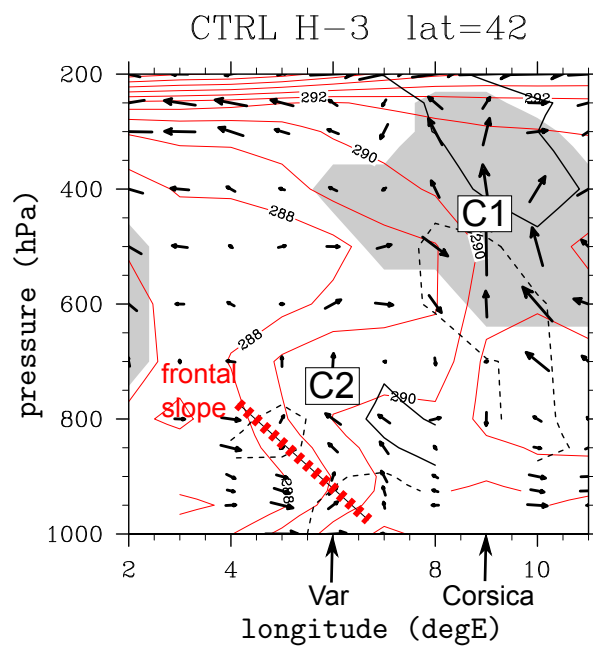 CTRL H-3 lat=42
200
292
292
290
400
288
C1
290
pressure (hPa)
600
288
frontal
slope
C2
290
800
288
1000
2 4 6 8 10
Var
Corsica
longitude (degE)